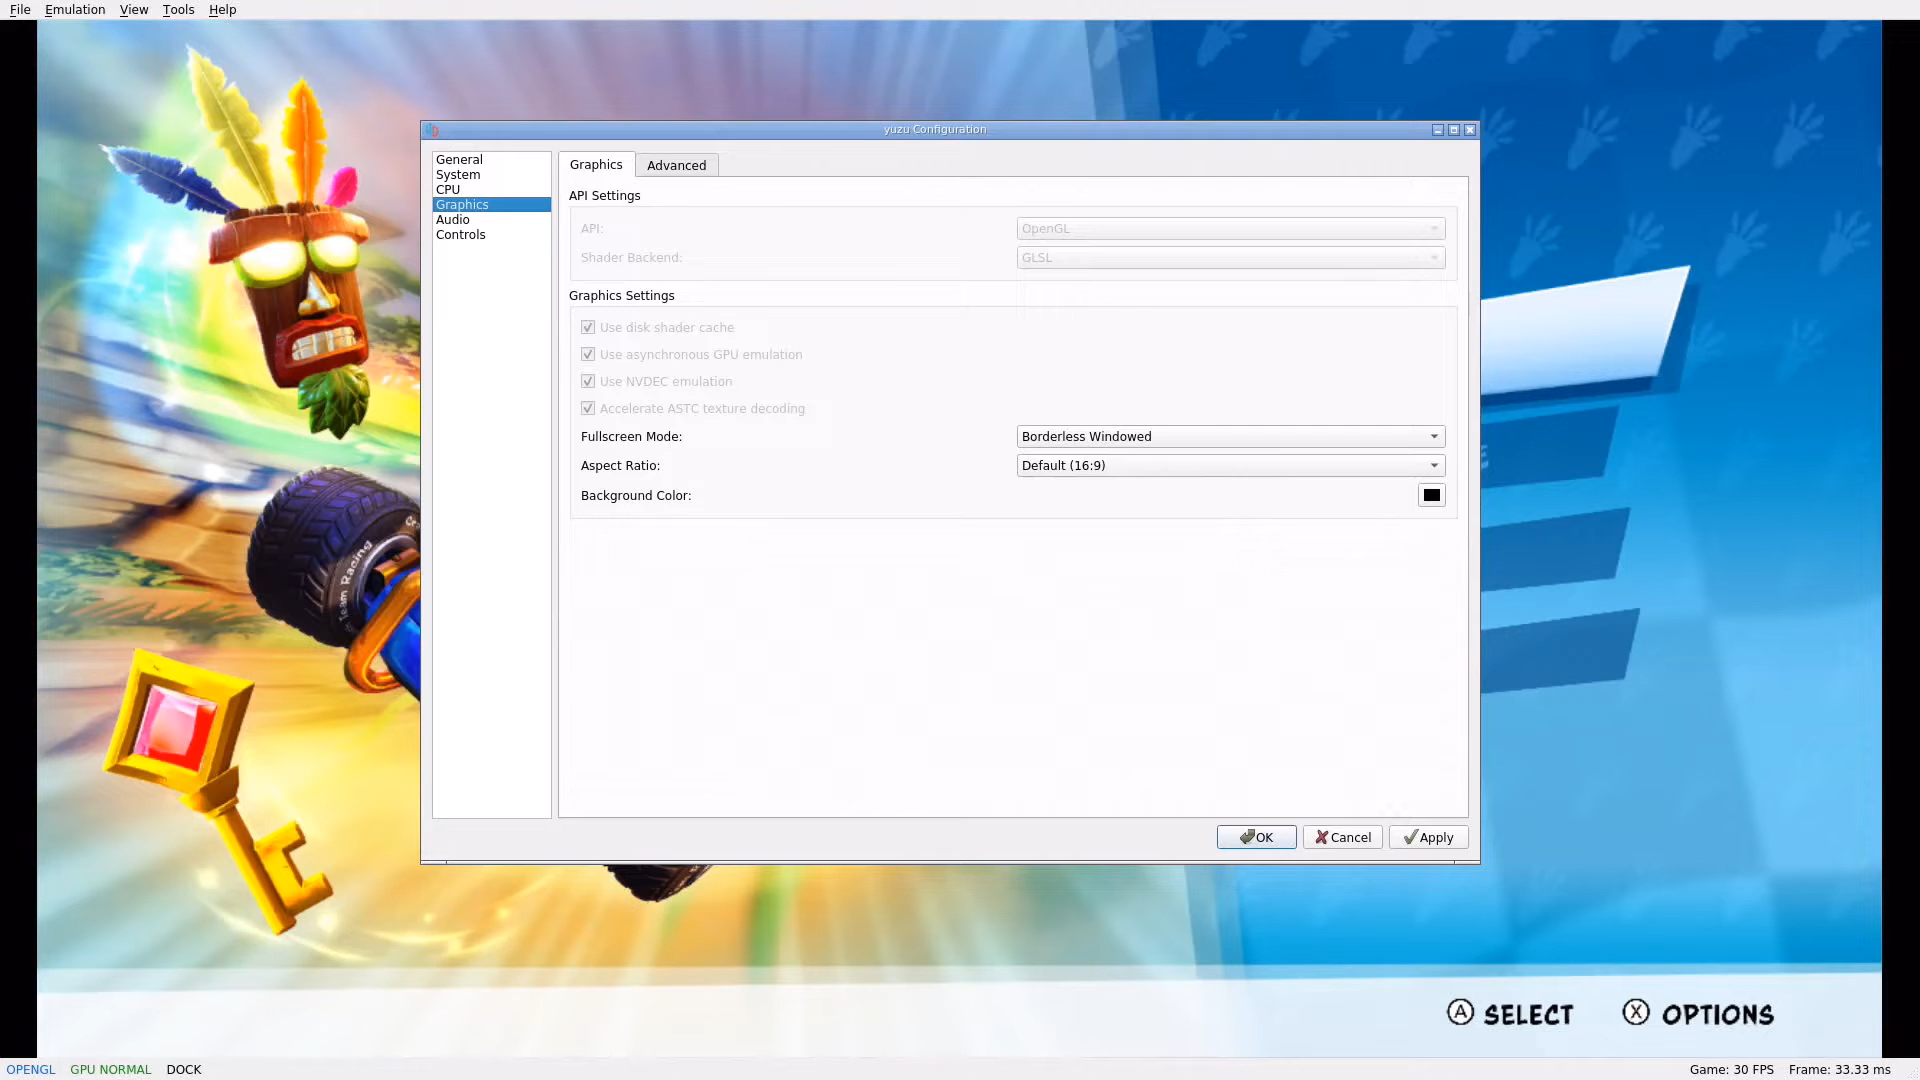 File Emulation View Tools Help
yuzu Configuration
General
System
CPU
Graphics
Audio
Controls
Graphics Advanced
API Settings
API: OpenGL
Shader Backend: GLSL
Graphics Settings
Use disk shader cache
Use asynchronous GPU emulation
Use NVDEC emulation
Accelerate ASTC texture decoding
Fullscreen Mode: Borderless Windowed
Aspect Ratio: Default (16:9)
Background Color:
OK Cancel Apply
Team Racing
A SELECT X OPTIONS
OPENGL GPU NORMAL DOCK Game: 30 FPS Frame: 33.33 ms